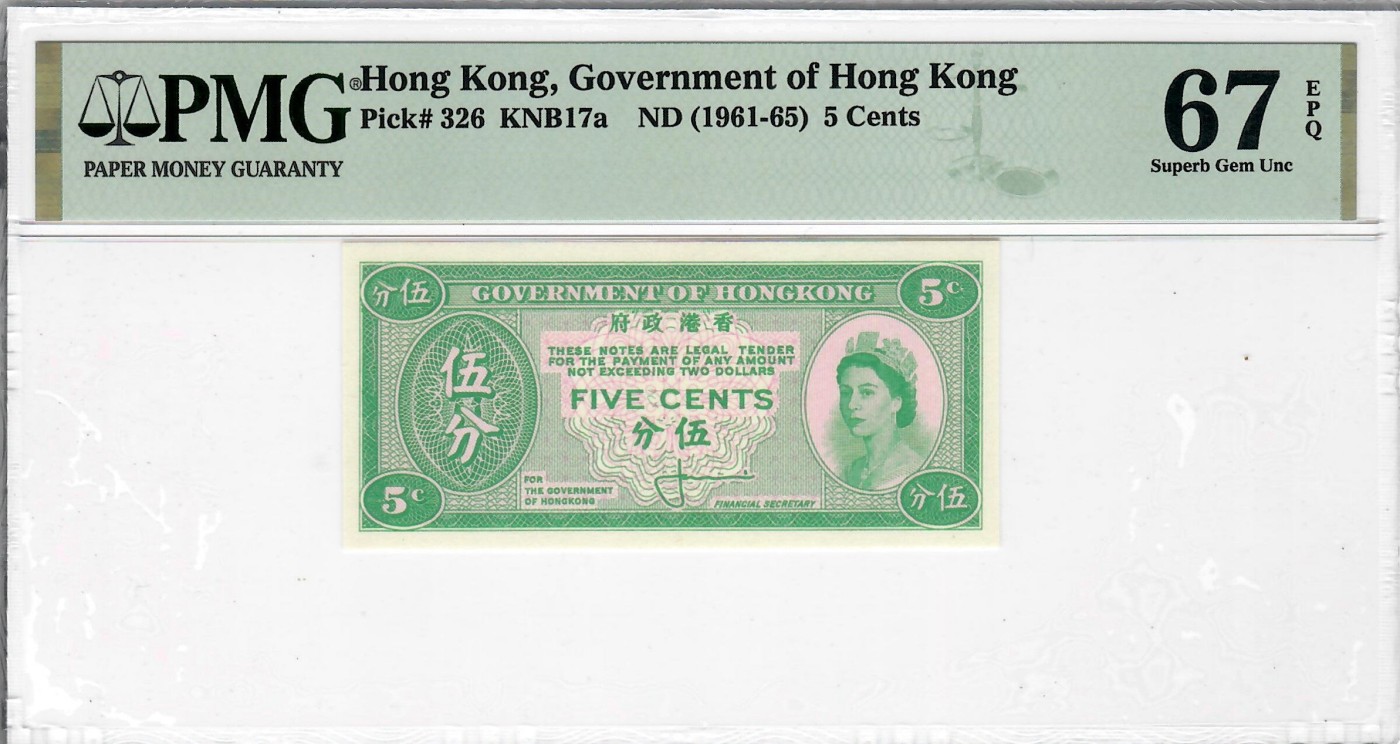 PMG®
PAPER MONEY GUARANTY
Hong Kong, Government of Hong Kong
Pick# 326 KNB17a ND (1961-65) 5 Cents
67 EPQ
Superb Gem Unc
分伍
GOVERNMENT OF HONGKONG
5C.
府政港香
THESE NOTES ARE LEGAL TENDER
FOR THE PAYMENT OF ANY AMOUNT
NOT EXCEEDING TWO DOLLARS
伍分
FIVE CENTS
分伍
FOR
THE GOVERNMENT
OF HONGKONG
FINANCIAL SECRETARY
5C
分伍